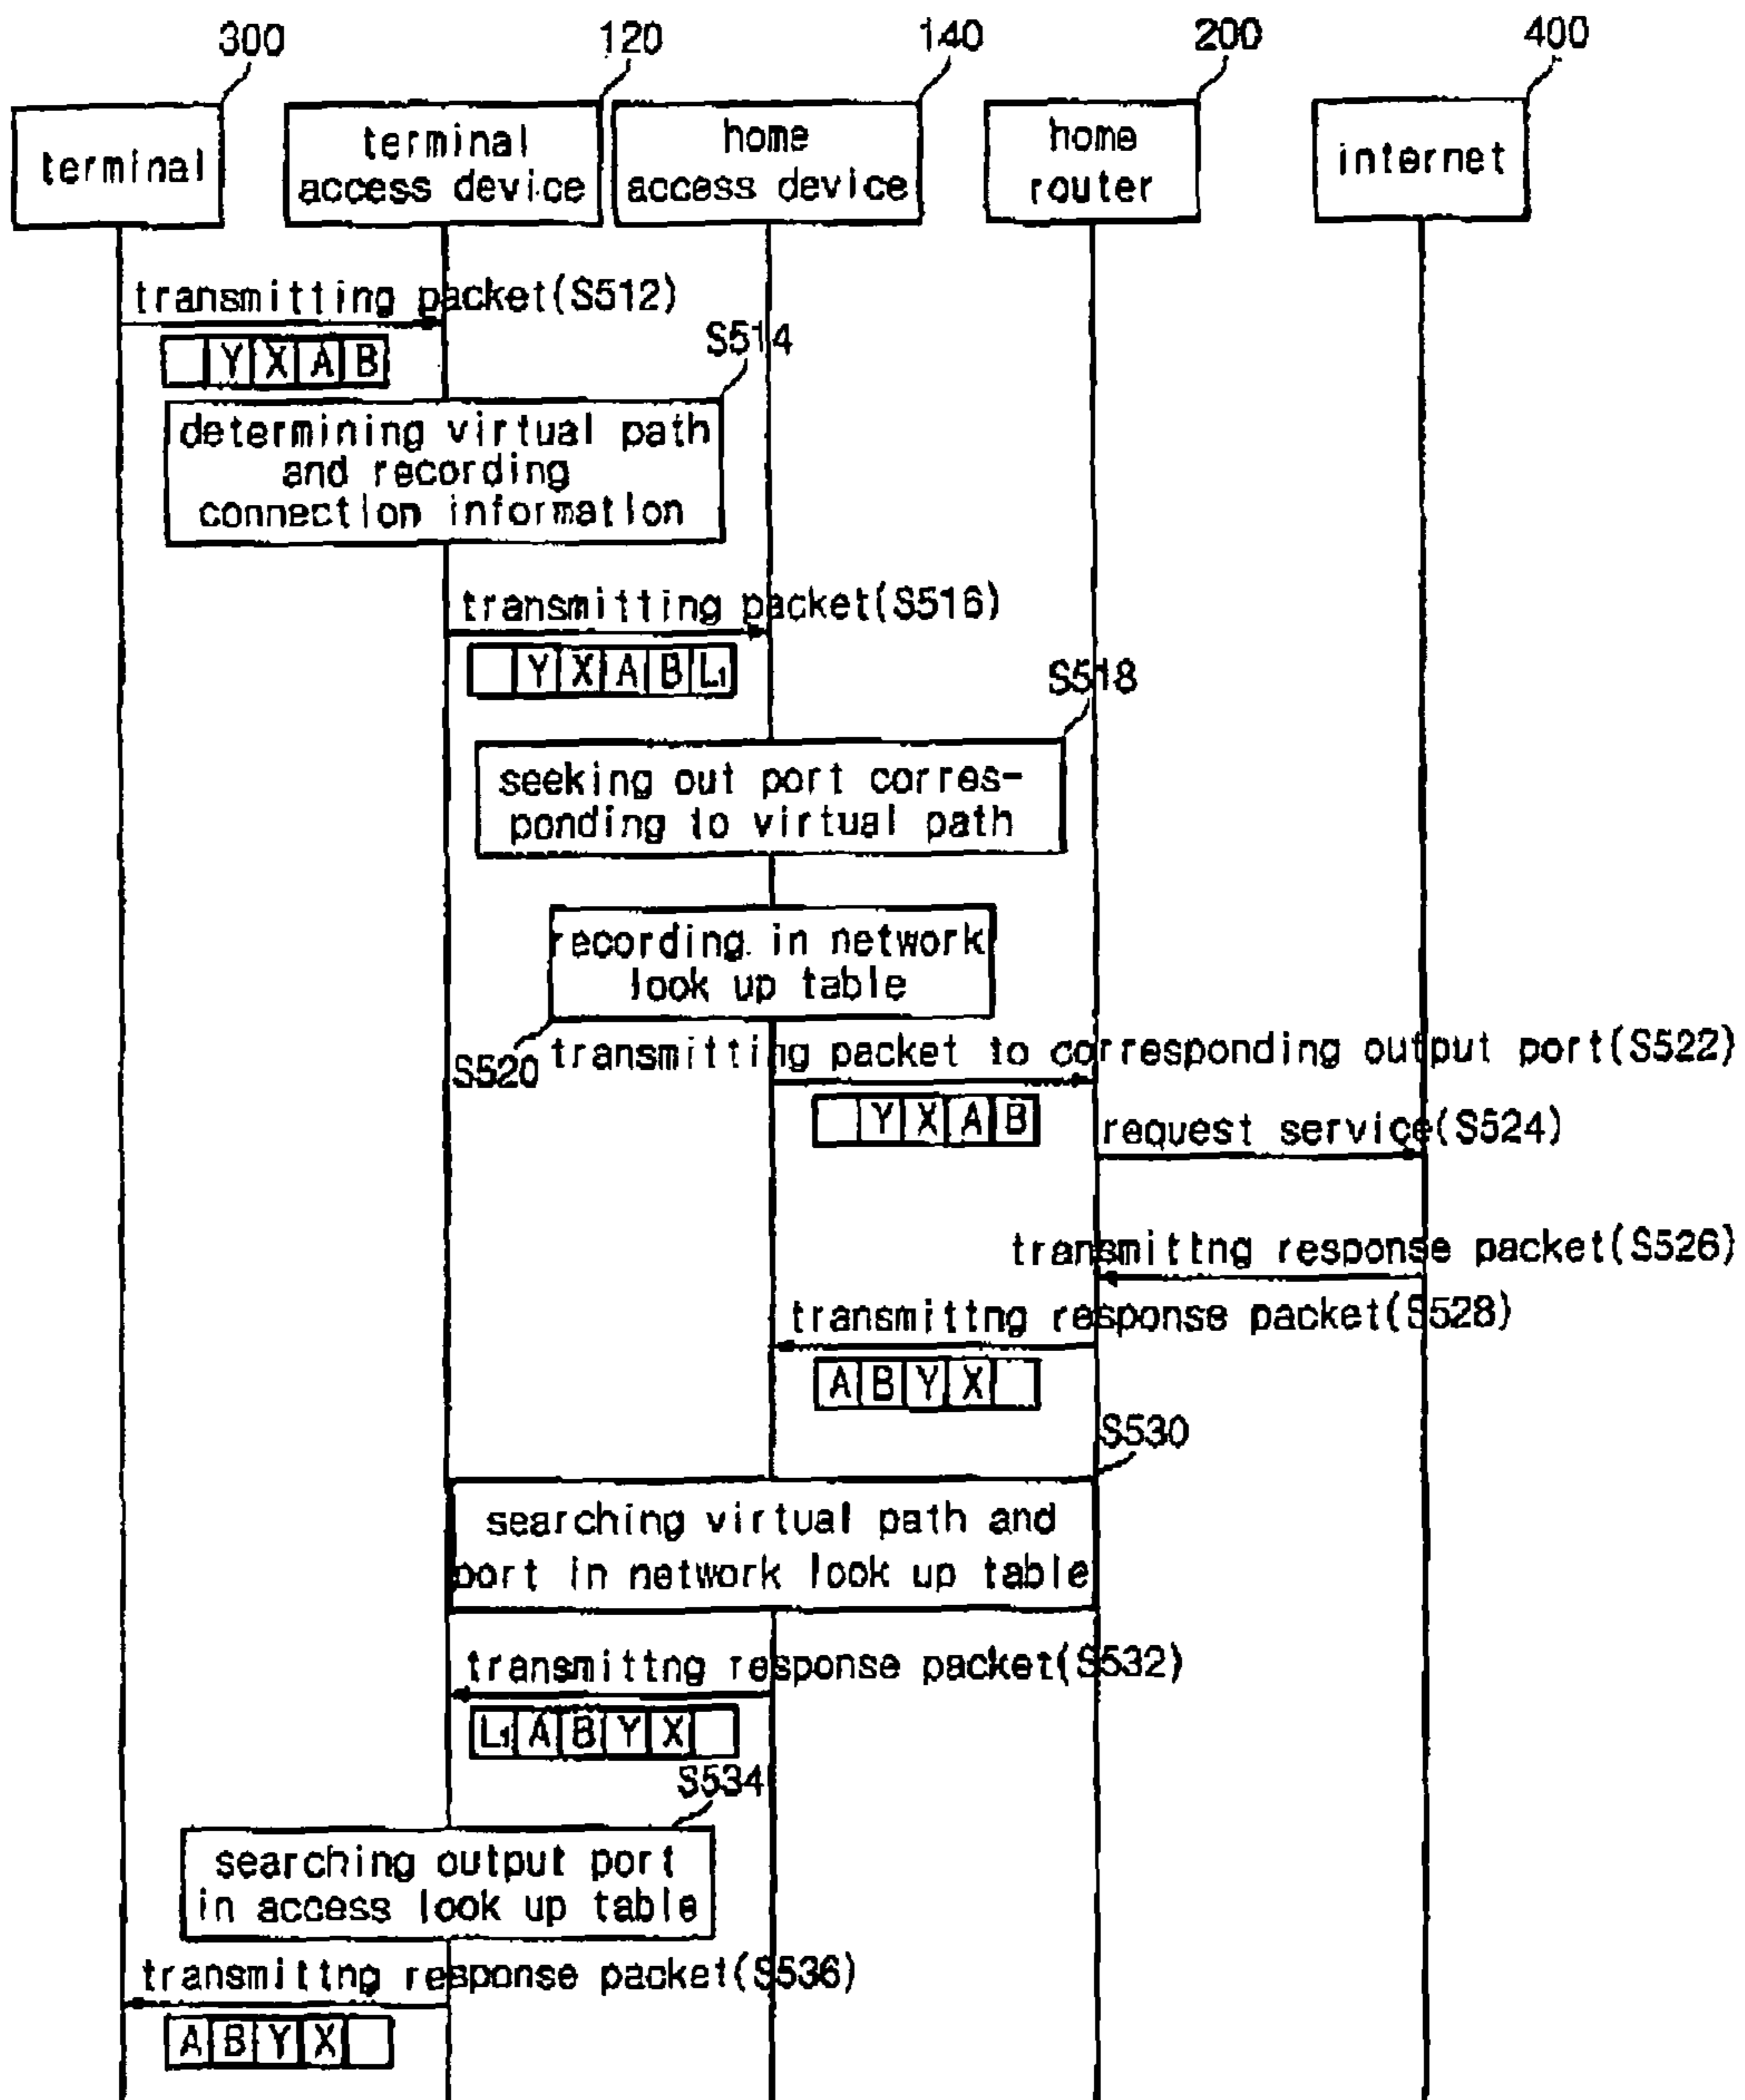 300
120
140
200
400
terminal
terminal
access device
home
access device
home
router
internet
transmitting packet(S512)
Y X A B
S514
determining virtual path
and recording
connection information
transmitting packet(S516)
Y X A B L1
S518
seeking out port corres-
ponding to virtual path
recording in network
look up table
S520
transmitting packet to corresponding output port(S522)
Y X A B
request service(S524)
transmittng response packet(S526)
transmittng response packet(S528)
A B Y X
S530
searching virtual path and
port in network look up table
transmittng response packet(S532)
L1 A B Y X
S534
searching output port
in access look up table
transmittng response packet(S536)
A B Y X